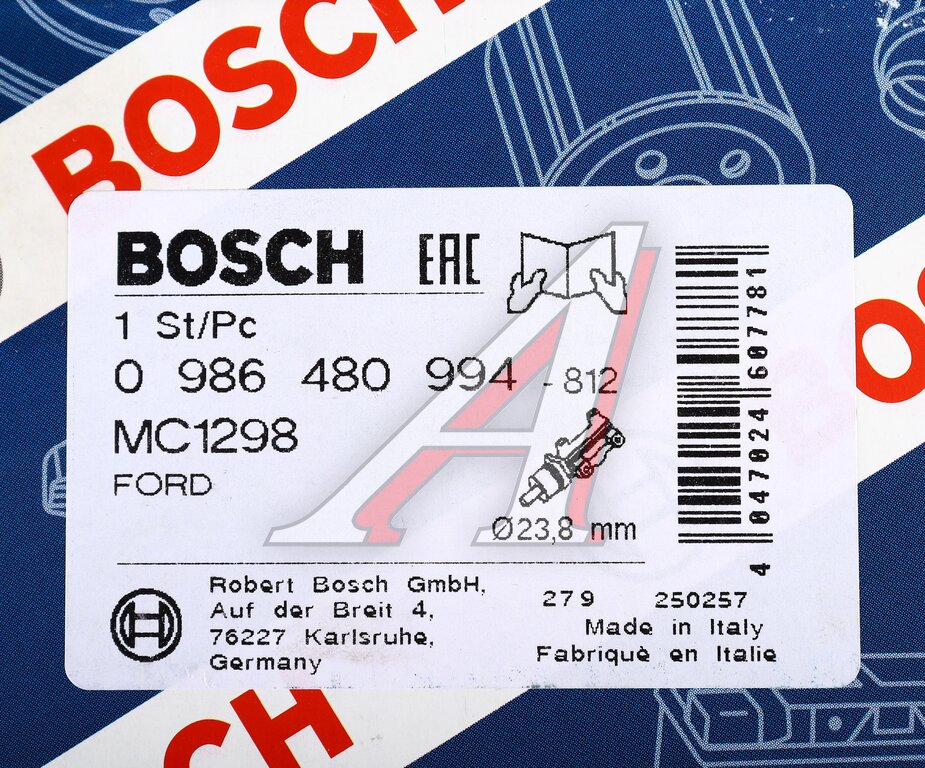 BOSCH
BOSCH
EAC
1 St/Pc
0 986 480 994 - 812
MC1298
FORD
Ø23,8 mm
4 047024 607781
Robert Bosch GmbH,
Auf der Breit 4,
76227 Karlsruhe,
Germany
279 250257
Made in Italy
Fabriquè en Italie
CH